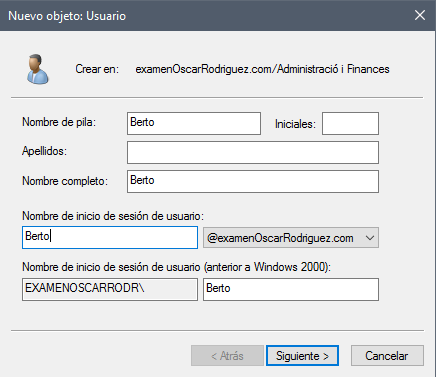 Nuevo objeto: Usuario
Crear en: examenOscarRodriguez.com/Administració i Finances
Nombre de pila: Berto Iniciales:
Apellidos:
Nombre completo: Berto
Nombre de inicio de sesión de usuario:
Berto @examenOscarRodriguez.com
Nombre de inicio de sesión de usuario (anterior a Windows 2000):
EXAMENOSCARRODR\ Berto
< Atrás Siguiente > Cancelar